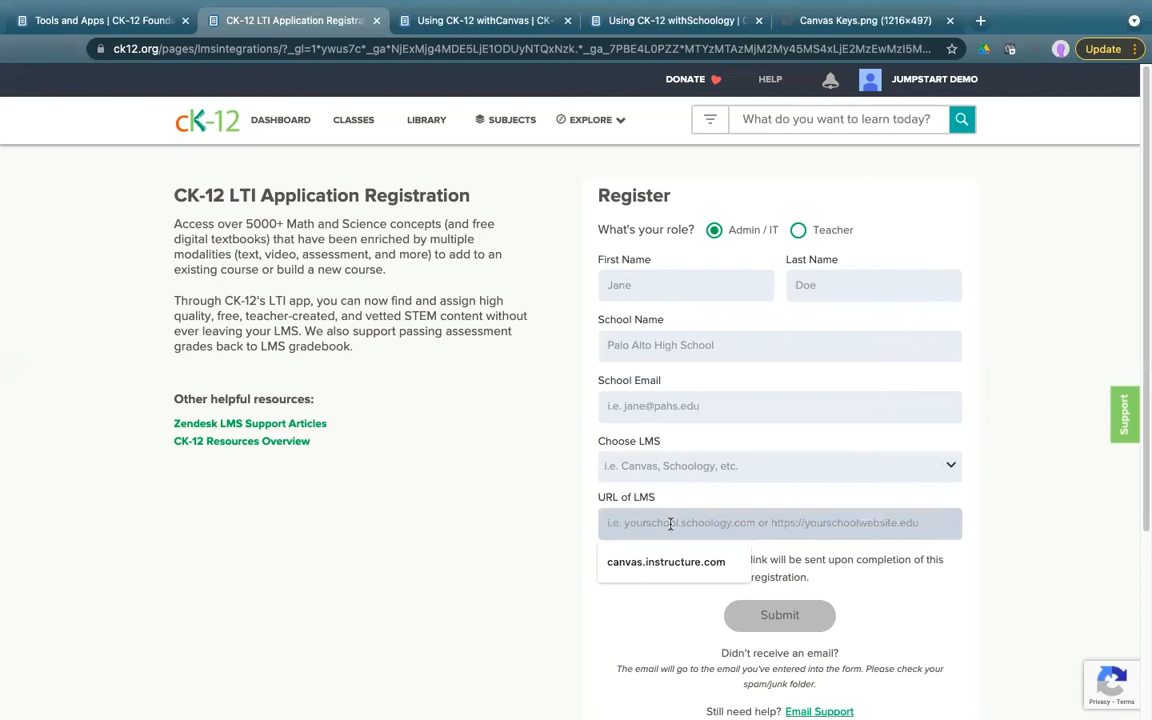 Tools and Apps | CK-12 Found
CK-12 LTI Application Registra
Using CK-12 withCanvas | CK-
Using CK-12 withSchoology | C
Canvas Keys.png (1216×697)
ck12.org/pages/lmsintegrations/?_gl=1*ywus7c*_ga*NjExMjg4MDE5LjE1ODUyNTQxNzk.*_ga_7PBE4L0PZZ*MTYzMTAzMjM2My45MS4xLjE2MzEwMzI5M...
Update
DONATE
HELP
JUMPSTART DEMO
cK-12
DASHBOARD
CLASSES
LIBRARY
SUBJECTS
EXPLORE
What do you want to learn today?
CK-12 LTI Application Registration
Access over 5000+ Math and Science concepts (and free
digital textbooks) that have been enriched by multiple
modalities (text, video, assessment, and more) to add to an
existing course or build a new course.
Through CK-12's LTI app, you can now find and assign high
quality, free, teacher-created, and vetted STEM content without
ever leaving your LMS. We also support passing assessment
grades back to LMS gradebook.
Other helpful resources:
Zendesk LMS Support Articles
CK-12 Resources Overview
Register
What's your role?
Admin / IT
Teacher
First Name
Last Name
Jane
Doe
School Name
Palo Alto High School
School Email
i.e. jane@pahs.edu
Choose LMS
i.e. Canvas, Schoology, etc.
URL of LMS
i.e. yourschool.schoology.com or https://yourschoolwebsite.edu
canvas.instructure.com
link will be sent upon completion of this
registration.
Submit
Didn't receive an email?
The email will go to the email you've entered into the form. Please check your
spam/junk folder.
Still need help? Email Support
Support
Privacy - Terms